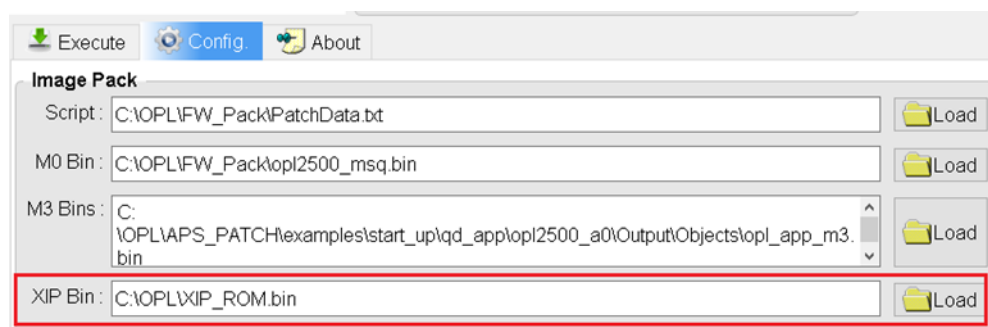 Execute Config. About
Image Pack
Script : C:\OPL\FW_Pack\PatchData.txt Load
M0 Bin : C:\OPL\FW_Pack\opl2500_msq.bin Load
M3 Bins : C:
\OPL\APS_PATCH\examples\start_up\qd_app\opl2500_a0\Output\Objects\opl_app_m3. Load
bin
XIP Bin : C:\OPL\XIP_ROM.bin Load